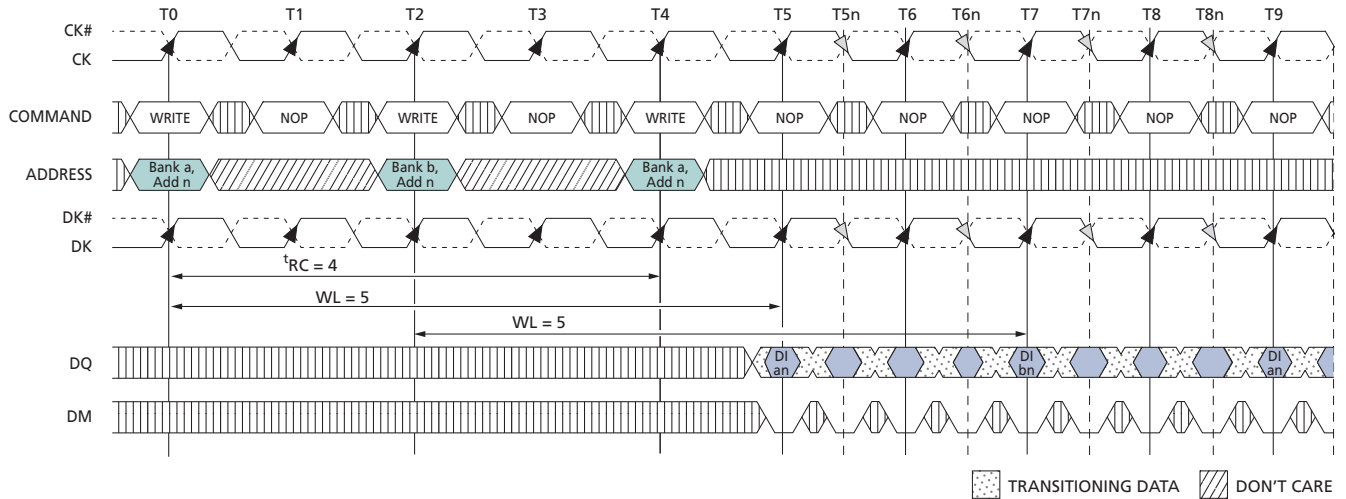 T0 T1 T2 T3 T4 T5 T5n T6 T6n T7 T7n T8 T8n T9
CK#
CK
COMMAND WRITE NOP WRITE NOP WRITE NOP NOP NOP NOP NOP
ADDRESS Bank a, Add n Bank b, Add n Bank a, Add n
DK#
DK
tRC = 4
WL = 5
WL = 5
DQ DI an DI bn DI an
DM
TRANSITIONING DATA DON'T CARE